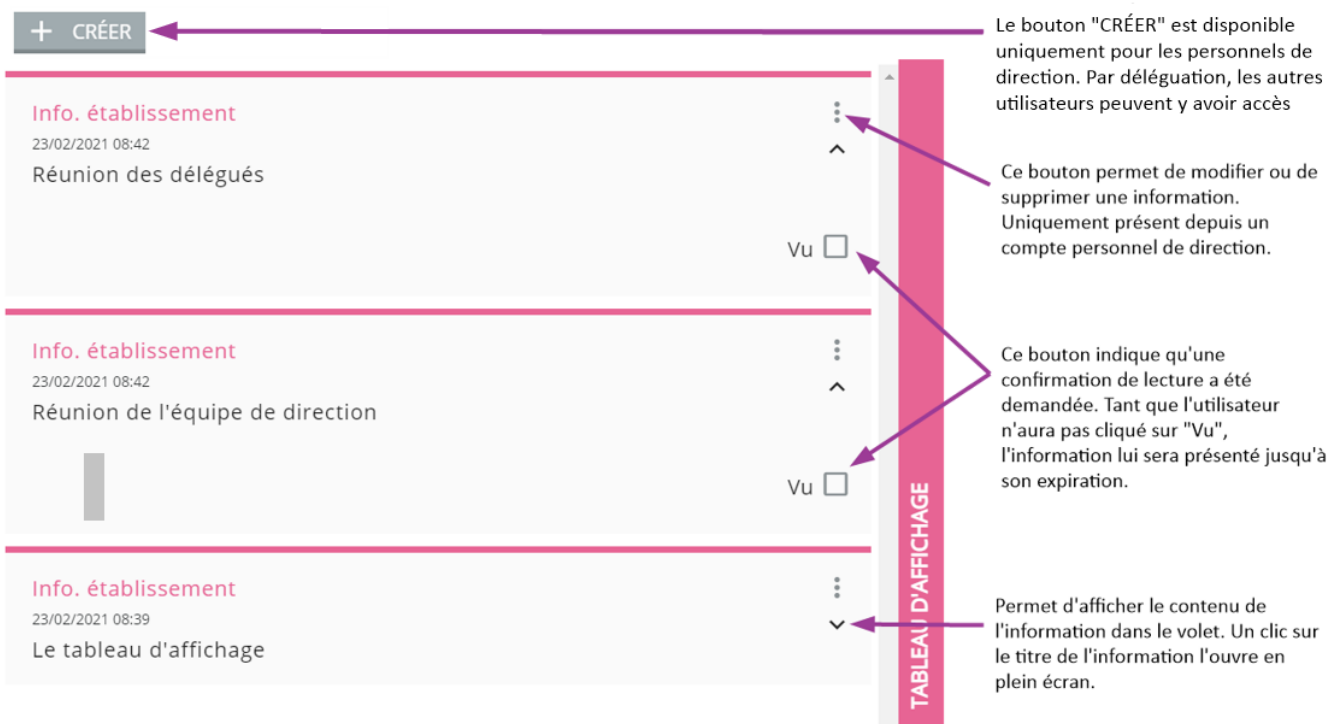 + CRÉER
Le bouton "CRÉER" est disponible
uniquement pour les personnels de
direction. Par déléguation, les autres
utilisateurs peuvent y avoir accès
Info. établissement
23/02/2021 08:42
Réunion des délégués
Vu
Ce bouton permet de modifier ou de
supprimer une information.
Uniquement présent depuis un
compte personnel de direction.
Info. établissement
23/02/2021 08:42
Réunion de l'équipe de direction
Vu
Ce bouton indique qu'une
confirmation de lecture a été
demandée. Tant que l'utilisateur
n'aura pas cliqué sur "Vu",
l'information lui sera présenté jusqu'à
son expiration.
Info. établissement
23/02/2021 08:39
Le tableau d'affichage
TABLEAU D'AFFICHAGE
Permet d'afficher le contenu de
l'information dans le volet. Un clic sur
le titre de l'information l'ouvre en
plein écran.